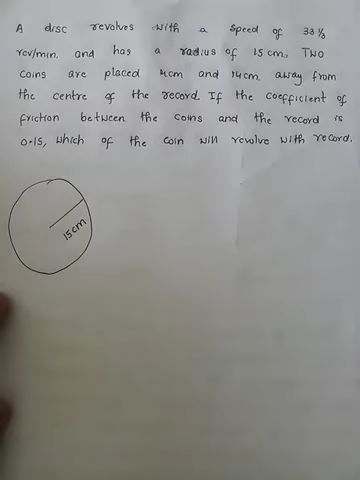 A disc revolves with a speed of 33 1/3
rev/min. and has a radius of 15 cm. Two
coins are placed 4cm and 14cm. away from
the centre of the record. If the coefficient of
friction between the coins and the record is
0.15, which of the coin will revolve with record.
15cm